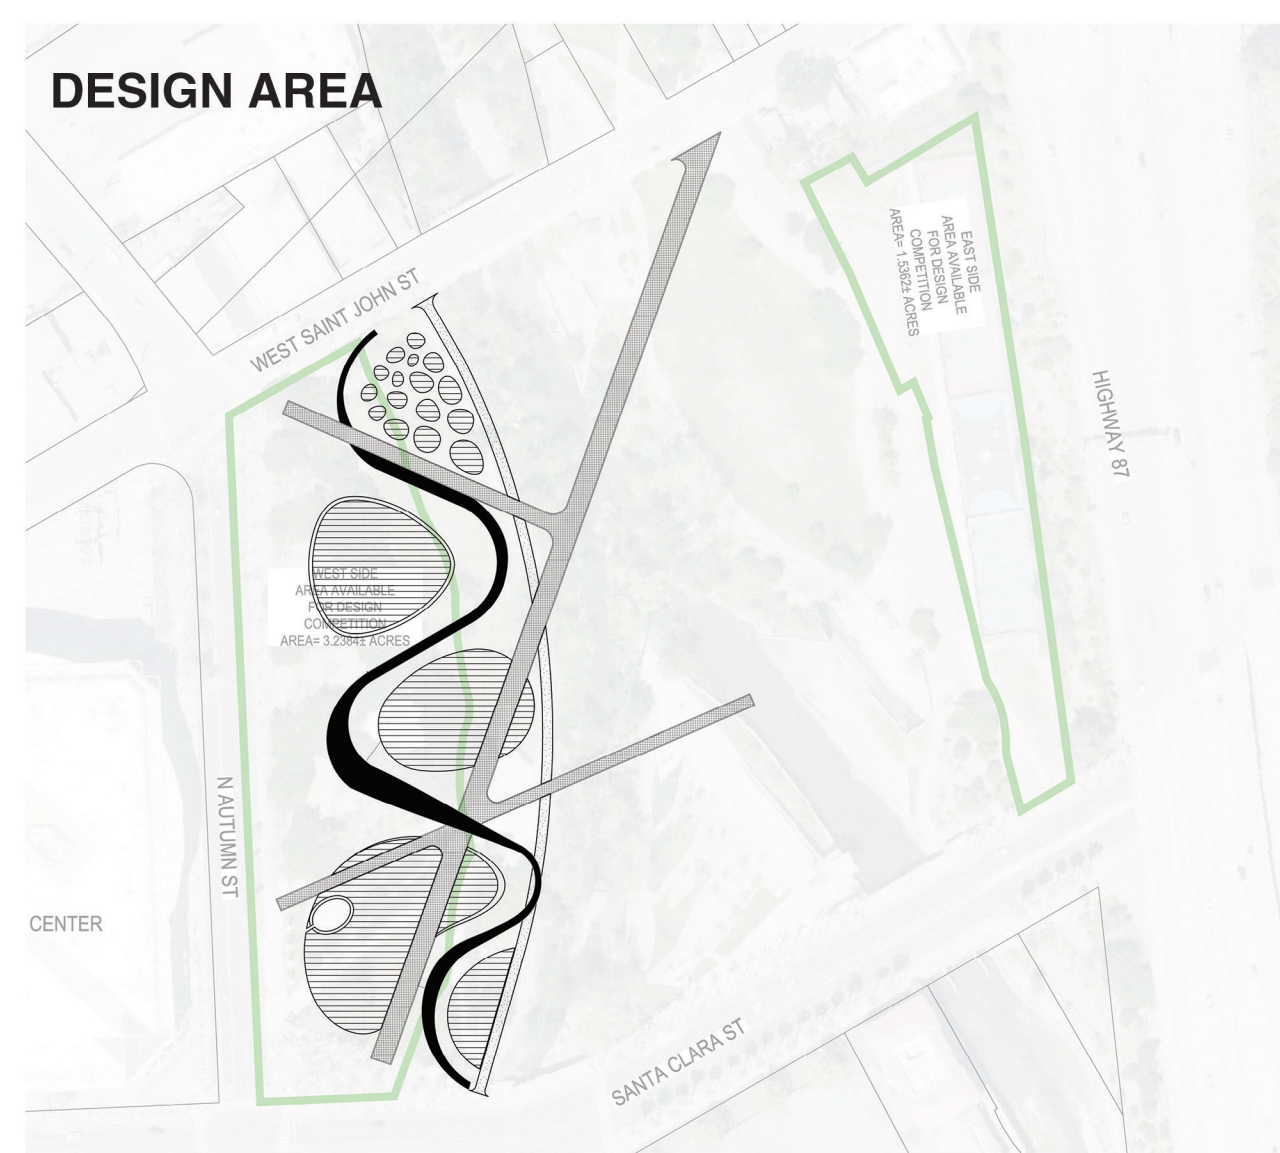 DESIGN AREA
WEST SAINT JOHN ST
EAST SIDE
AREA AVAILABLE
FOR DESIGN
COMPETITION
AREA= 1.5362± ACRES
HIGHWAY 87
WEST SIDE
AREA AVAILABLE
FOR DESIGN
COMPETITION
AREA= 3.2384± ACRES
N AUTUMN ST
CENTER
SANTA CLARA ST